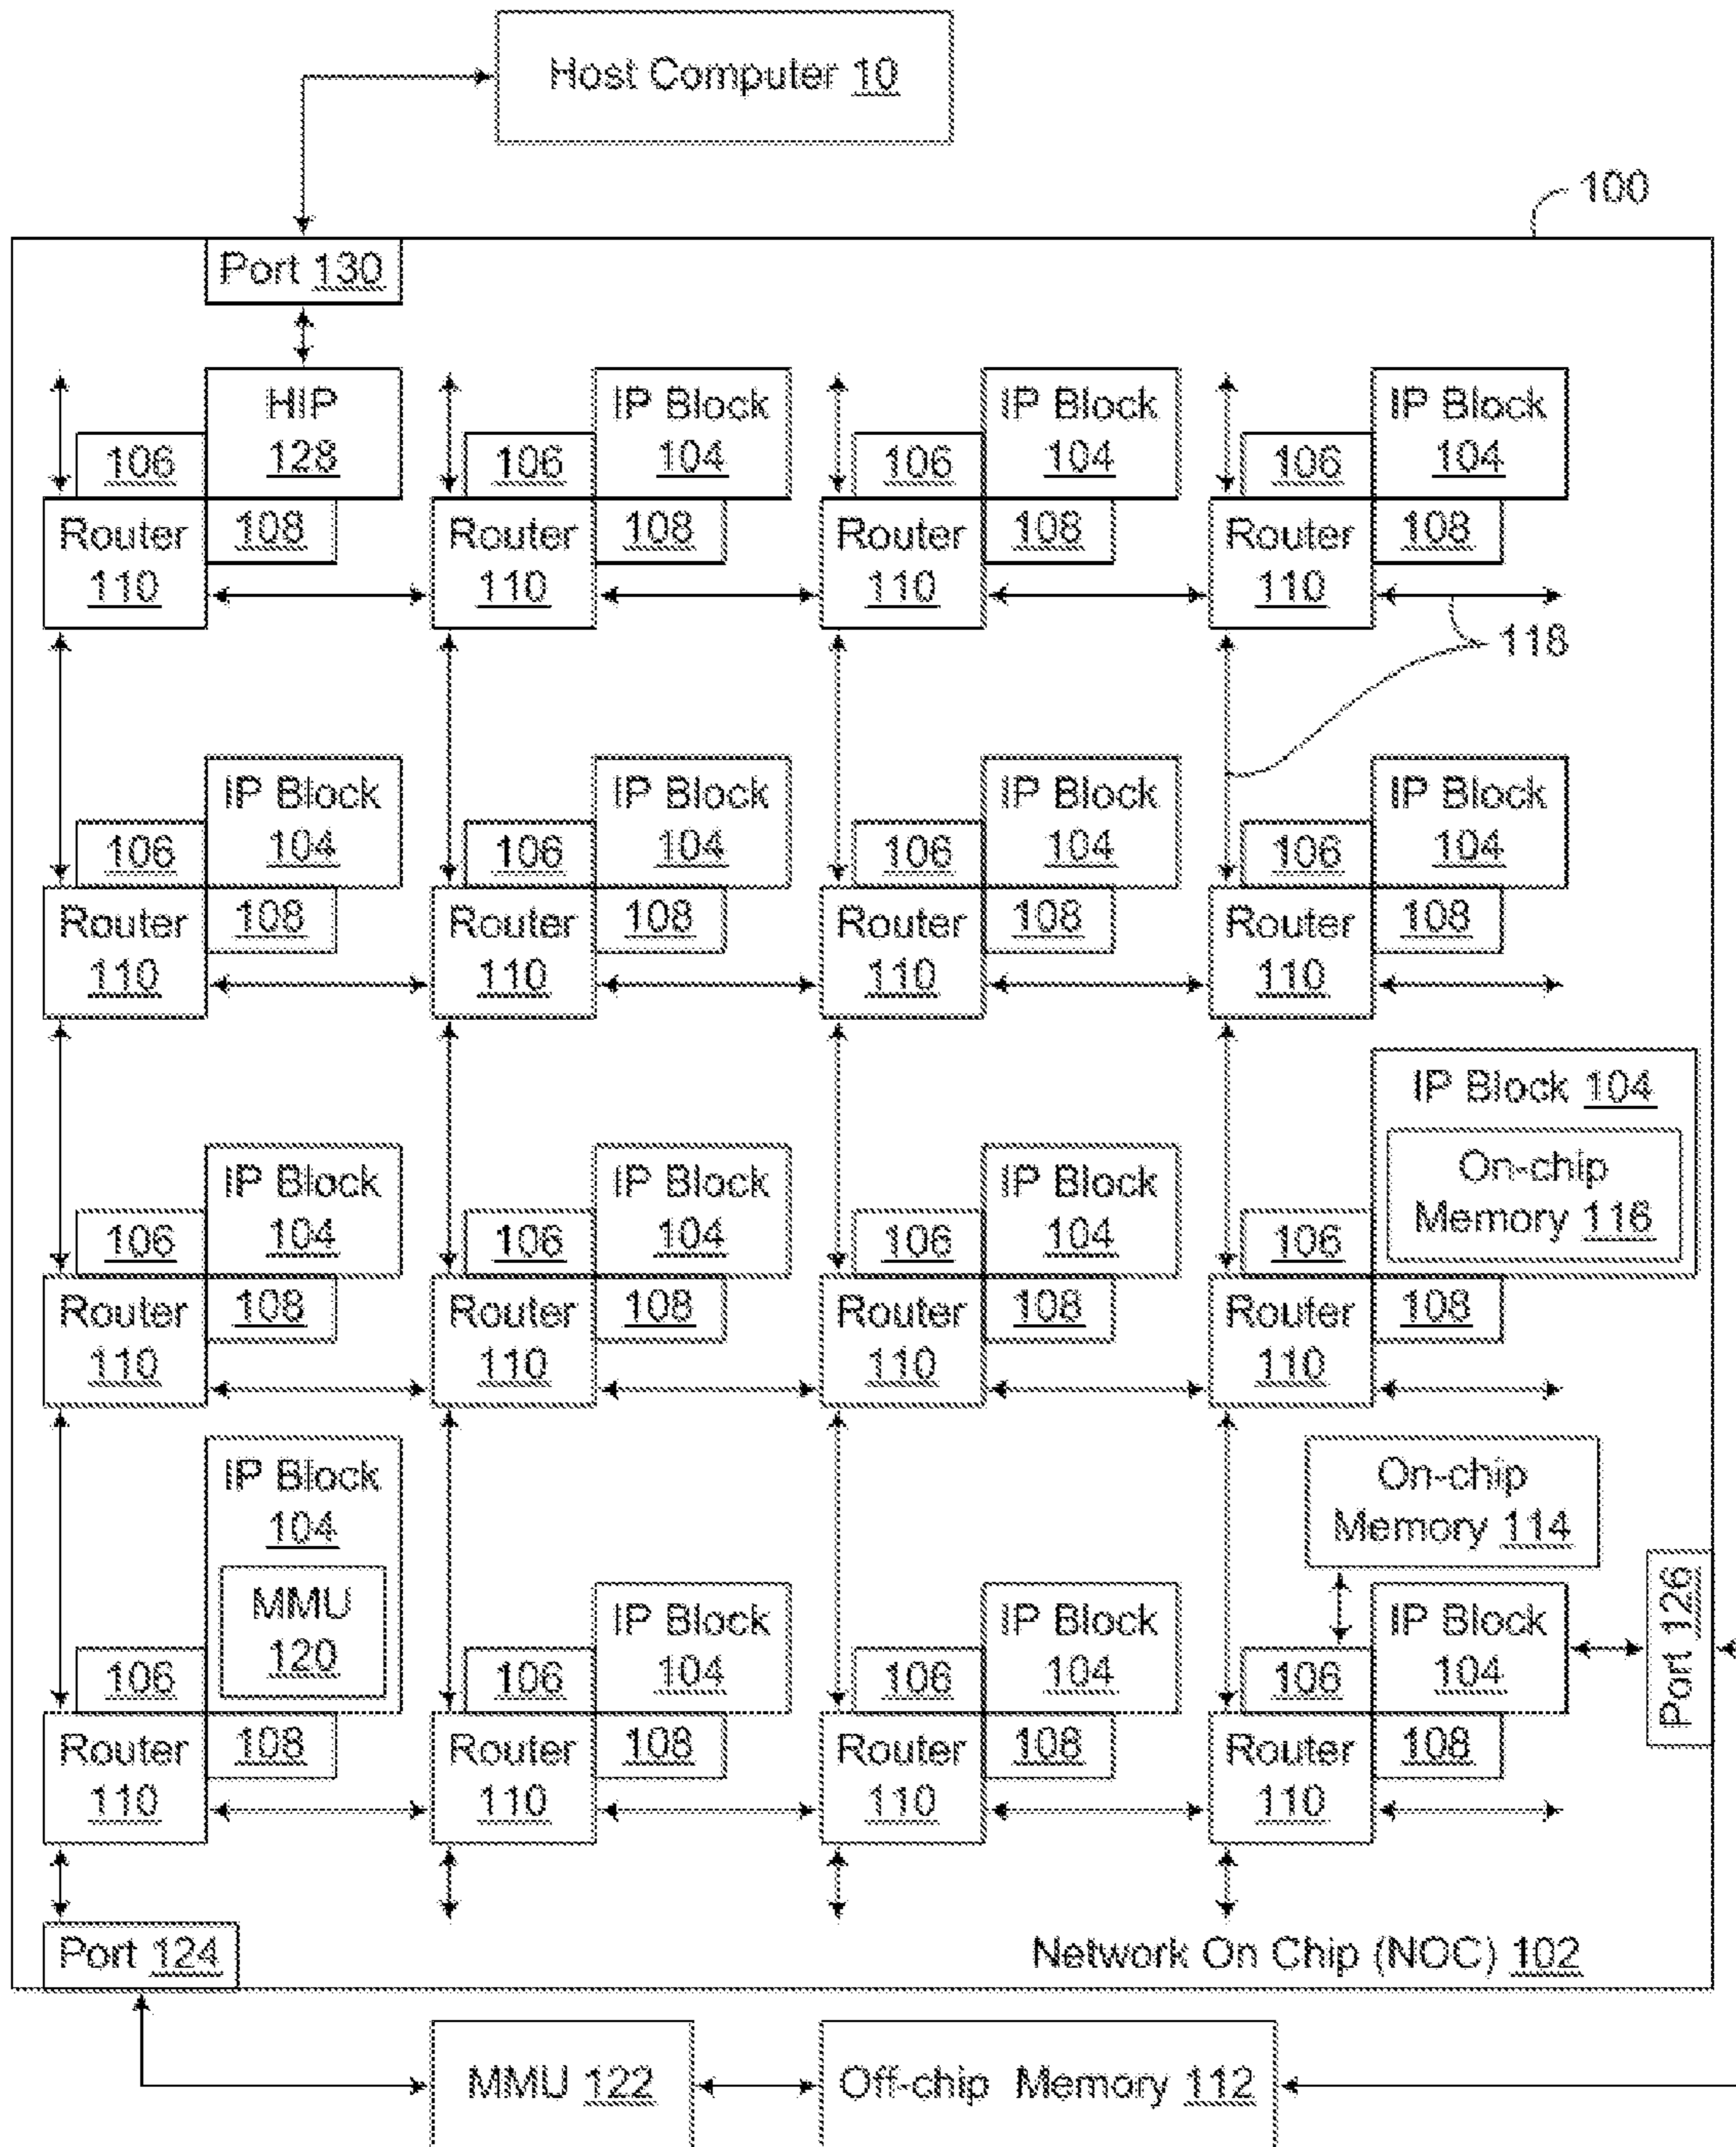 Host Computer 10
100
Port 130
HIP
128
106
Router
110
108
IP Block
104
106
Router
110
108
IP Block
104
106
Router
110
108
IP Block
104
106
Router
110
108
118
IP Block
104
106
Router
110
108
IP Block
104
106
Router
110
108
IP Block
104
106
Router
110
108
IP Block
104
106
Router
110
108
IP Block
104
106
Router
110
108
IP Block
104
106
Router
110
108
IP Block
104
106
Router
110
108
IP Block 104
On-chip
Memory 116
106
Router
110
108
IP Block
104
MMU
120
106
Router
110
108
IP Block
104
106
Router
110
108
IP Block
104
106
Router
110
108
On-chip
Memory 114
IP Block
104
106
Router
110
108
Port 126
Port 124
Network On Chip (NOC) 102
MMU 122
Off-chip Memory 112